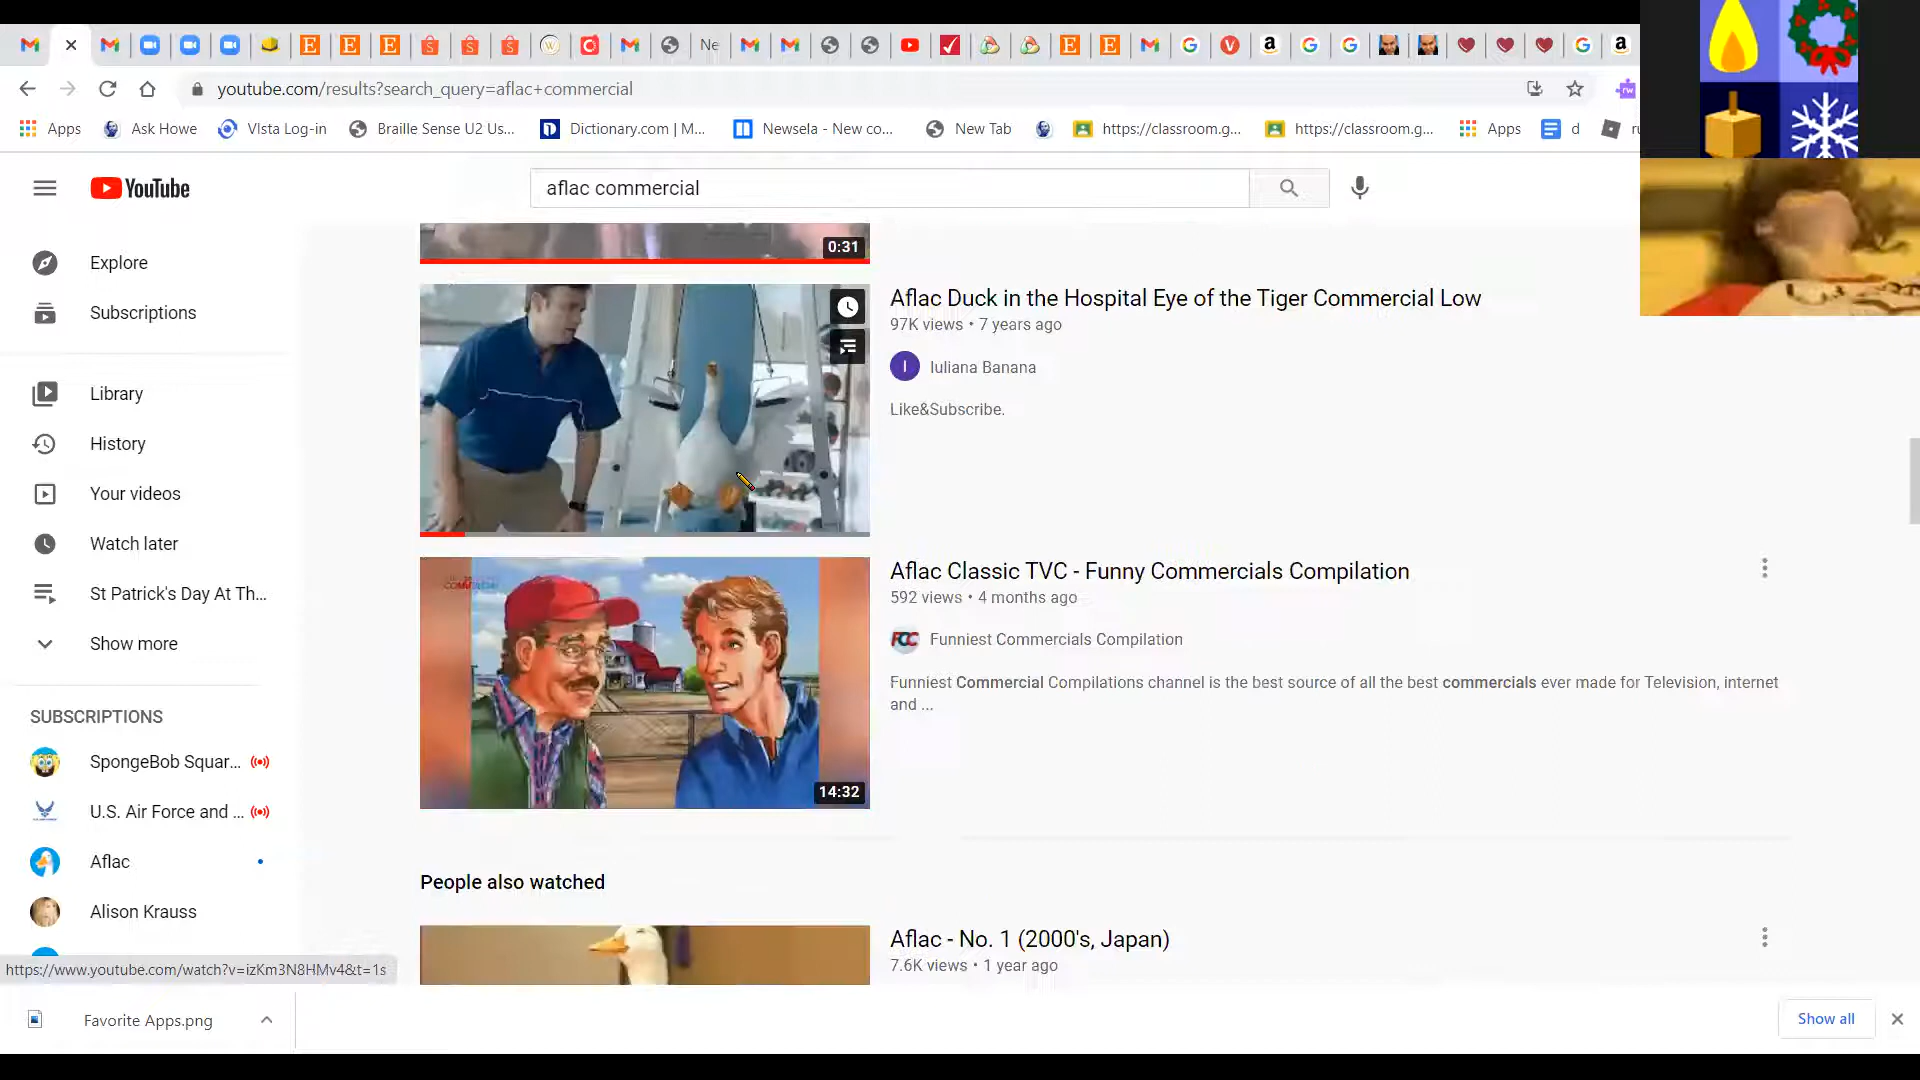 Ne
youtube.com/results?search_query=aflac+commercial
Apps
Ask Howe
VIsta Log-in
Braille Sense U2 Us...
Dictionary.com | M...
Newsela - New co...
New Tab
https://classroom.g...
https://classroom.g...
Apps
d
YouTube
aflac commercial
Explore
Subscriptions
Library
History
Your videos
Watch later
St Patrick's Day At Th...
Show more
SUBSCRIPTIONS
SpongeBob Squar...
U.S. Air Force and ...
Aflac
Alison Krauss
0:31
Aflac Duck in the Hospital Eye of the Tiger Commercial Low
97K views • 7 years ago
I
Iuliana Banana
Like&Subscribe.
14:32
Aflac Classic TVC - Funny Commercials Compilation
592 views • 4 months ago
FCC
Funniest Commercials Compilation
Funniest Commercial Compilations channel is the best source of all the best commercials ever made for Television, internet
and ...
People also watched
Aflac - No. 1 (2000's, Japan)
7.6K views • 1 year ago
https://www.youtube.com/watch?v=izKm3N8HMv4&t=1s
Favorite Apps.png
Show all